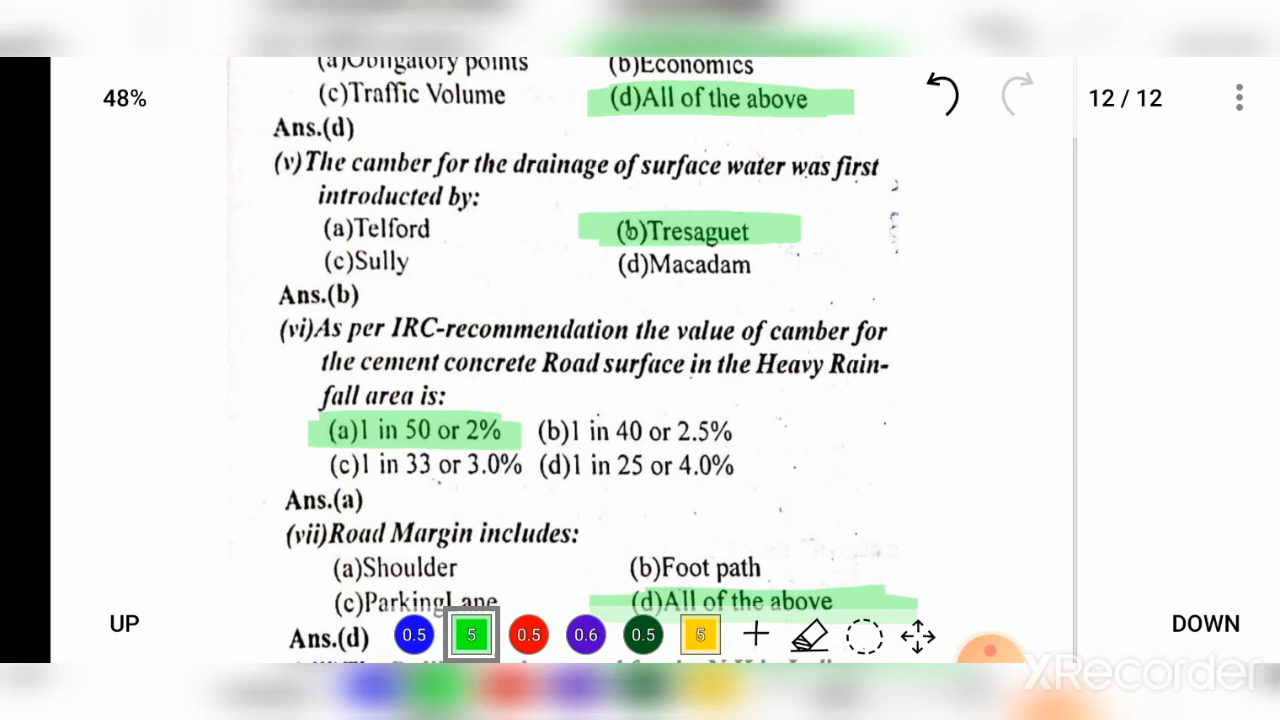 (a)Obligatory points (b)Economics
48% (c)Traffic Volume (d)All of the above 12 / 12
Ans.(d)
(v)The camber for the drainage of surface water was first
introducted by:
(a)Telford (b)Tresaguet
(c)Sully (d)Macadam
Ans.(b)
(vi)As per IRC-recommendation the value of camber for
the cement concrete Road surface in the Heavy Rain-
fall area is:
(a)1 in 50 or 2% (b)1 in 40 or 2.5%
(c)1 in 33 or 3.0% (d)1 in 25 or 4.0%
Ans.(a)
(vii)Road Margin includes:
(a)Shoulder (b)Foot path
(c)ParkingLane (d)All of the above
UP DOWN
Ans.(d) 0.5 5 0.5 0.6 0.5 5
XRecorder